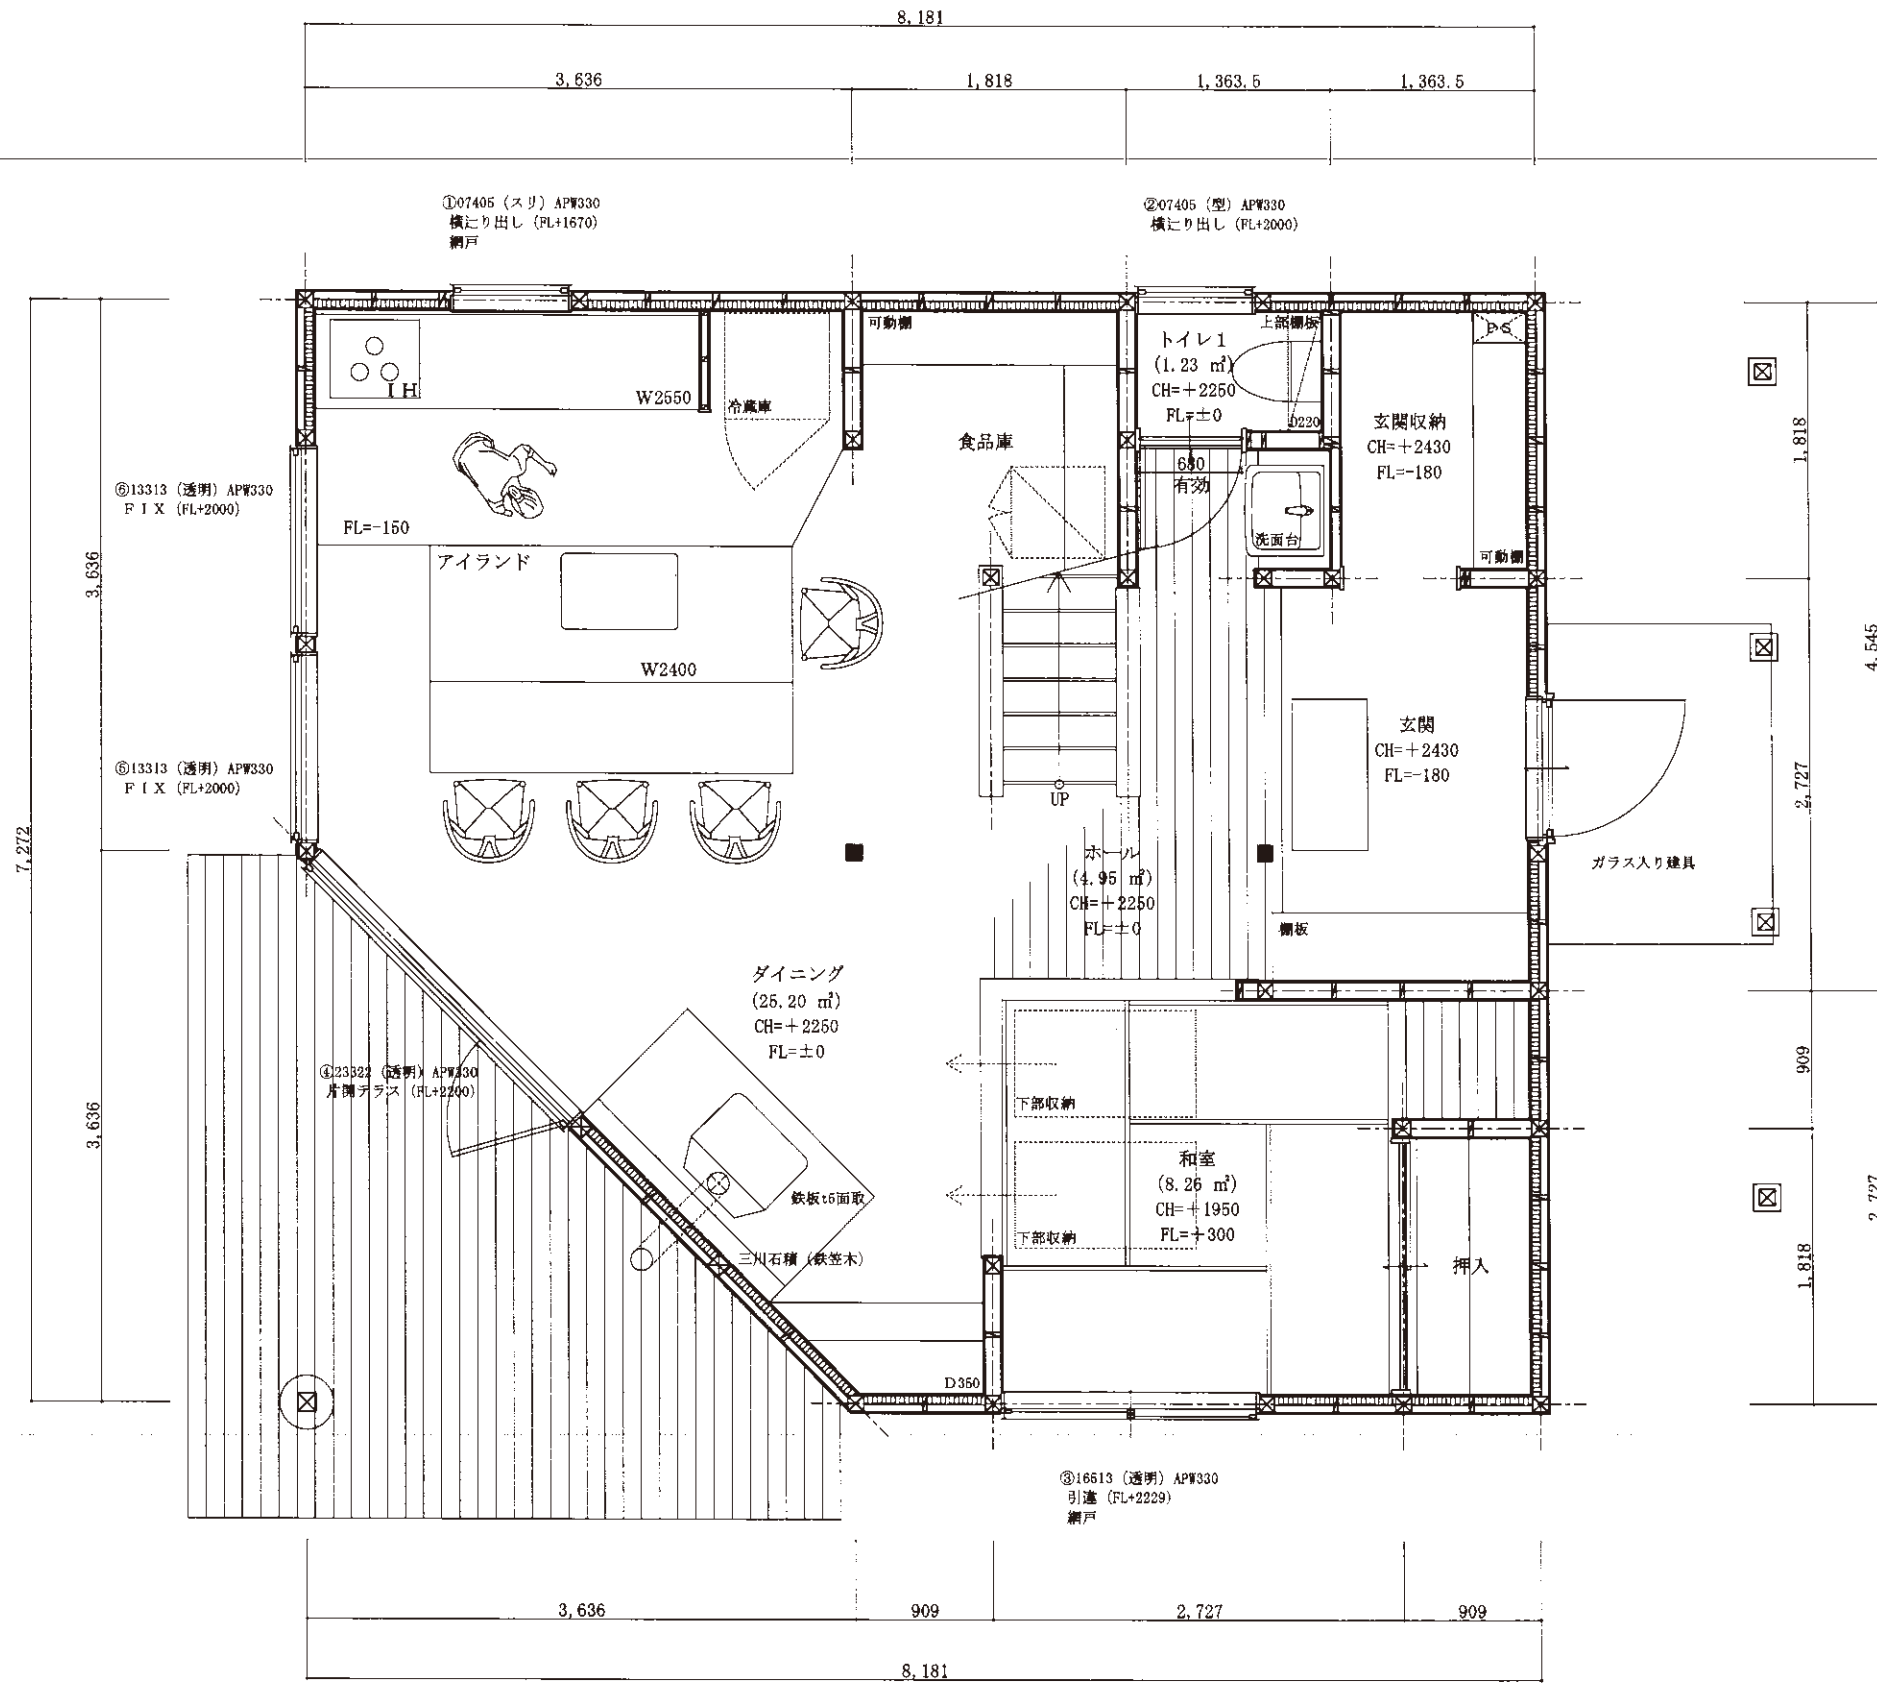 8,181
3,636
1,818
1,363.5
1,363.5
①07405（スリ）APW330
横辷り出し（FL+1670）
網戸
②07405（型）APW330
横辷り出し（FL+2000）
可動棚
上部棚板
PS
トイレ1
(1.23 ㎡)
CH=+2250
FL=±0
D220
IH
W2550
冷蔵庫
食品庫
玄関収納
CH=+2430
FL=-180
1,818
680
有効
洗面台
可動棚
⑥13313（透明）APW330
FIX（FL+2000）
FL=-150
アイランド
W2400
3,636
4,545
玄関
CH=+2430
FL=-180
⑤13313（透明）APW330
FIX（FL+2000）
UP
2,727
7,272
ホール
(4.95 ㎡)
CH=+2250
FL=±0
ガラス入り建具
棚板
ダイニング
(25.20 ㎡)
CH=+2250
FL=±0
④23322（透明）APW330
片開テラス（FL+2200）
909
下部収納
3,636
和室
(8.26 ㎡)
CH=+1950
FL=+300
鉄板t5面取
下部収納
三川石積（鉄笠木）
押入
1,818
2,727
D350
③16613（透明）APW330
引違（FL+2229）
網戸
3,636
909
2,727
909
8,181